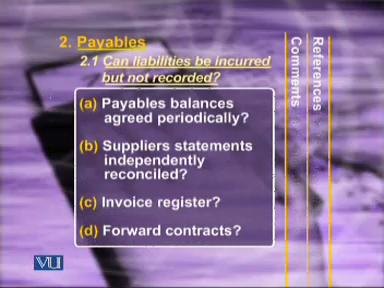 2. Payables
2.1 Can liabilities be incurred
but not recorded?
(a) Payables balances
agreed periodically?
(b) Suppliers statements
independently
reconciled?
(c) Invoice register?
(d) Forward contracts?
Comments
References
VU